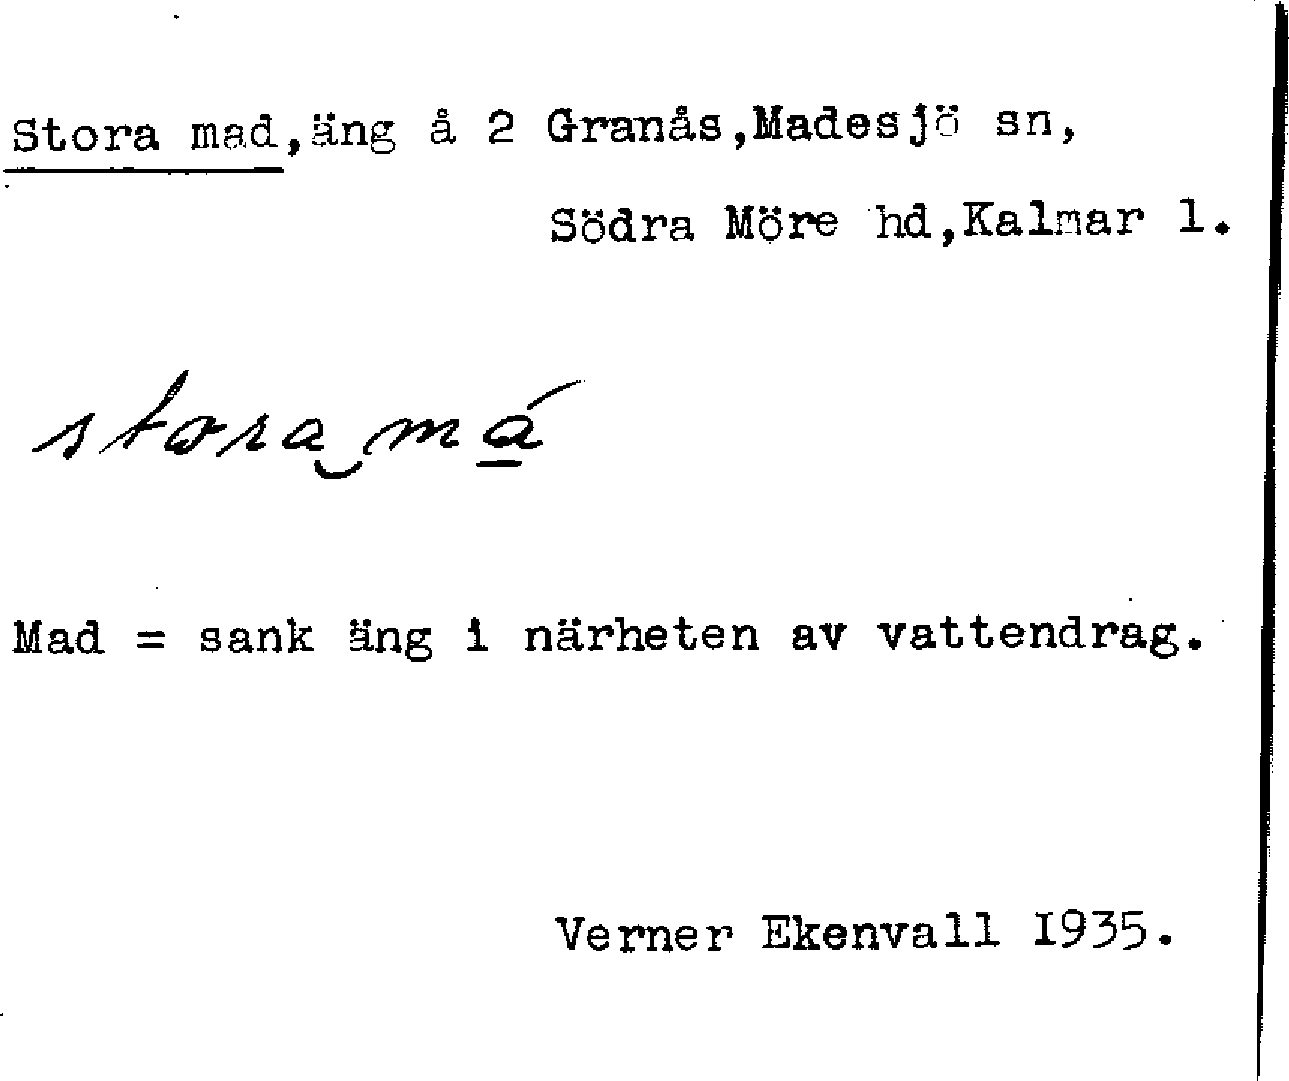 Stora mad,äng å 2 Granås,Madesjö sn,
Södra Möre hd,Kalmar l.
stora‿má̱
Mad = sank äng i närheten av vattendrag.
Verner Ekenvall 1935.